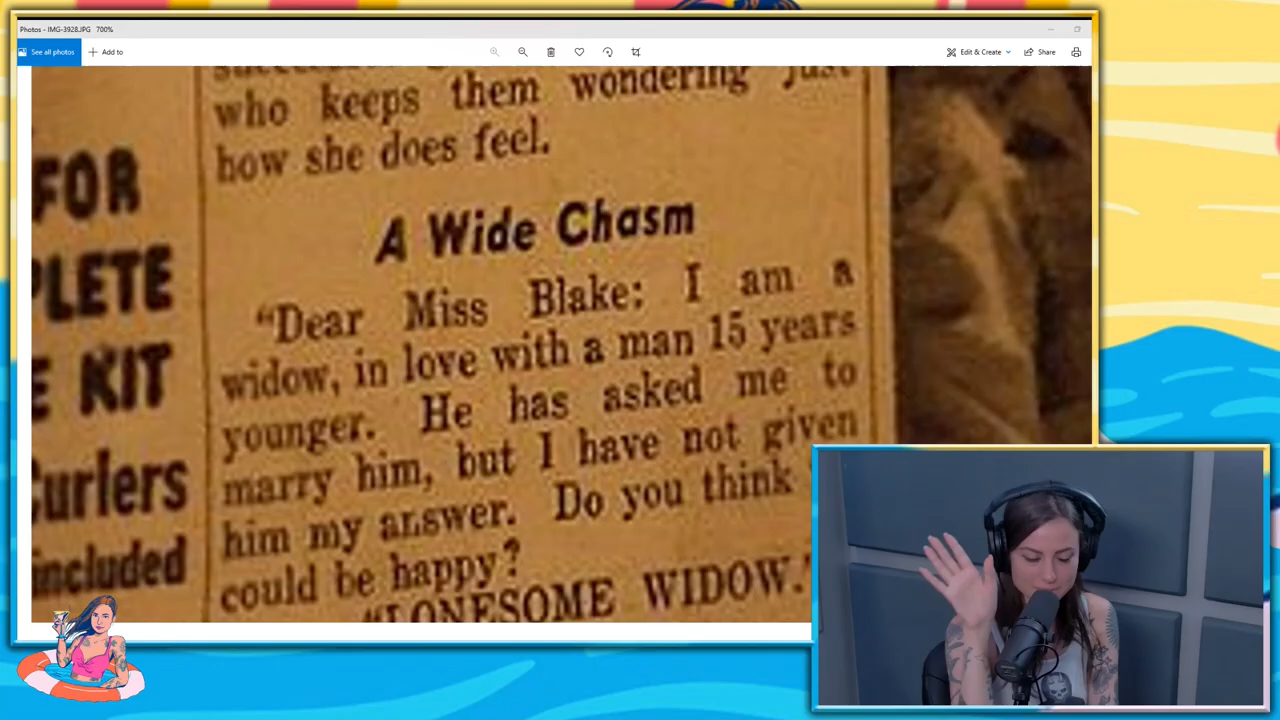 Photos - IMG-3928.JPG 700%
See all photos
Add to
Edit & Create
Share
who keeps them wondering just
how she does feel.
A Wide Chasm
"Dear Miss Blake: I am a
widow, in love with a man 15 years
younger. He has asked me to
marry him, but I have not given
him my answer. Do you think
could be happy?
"LONESOME WIDOW."
FOR
PLETE
E KIT
Curlers
included